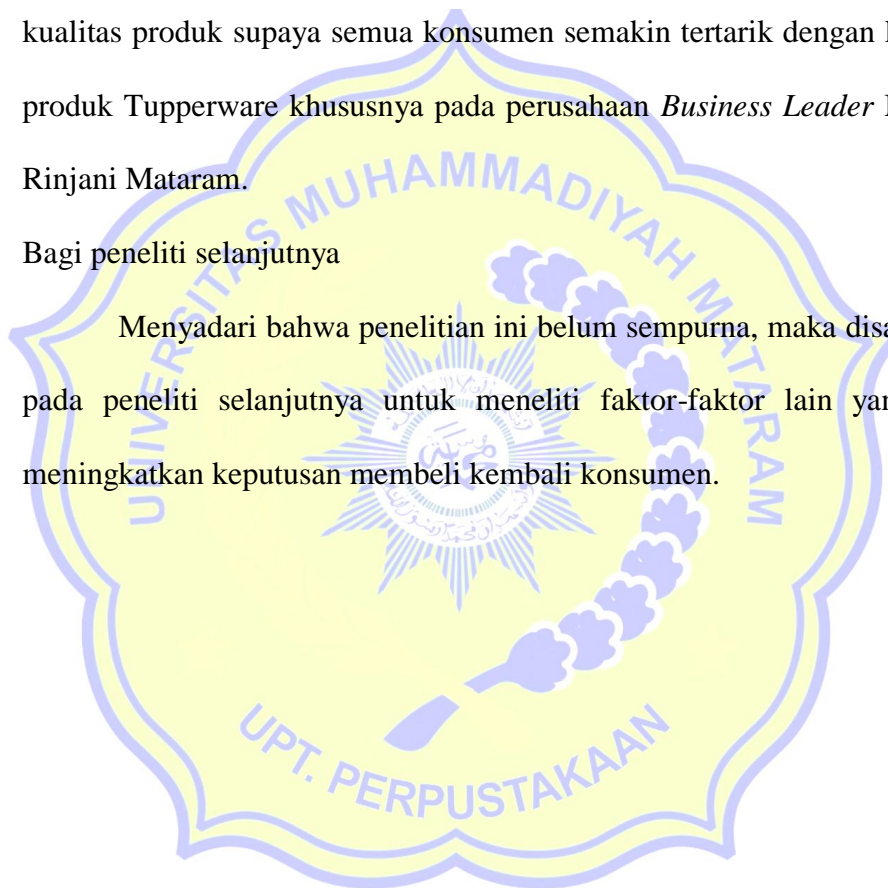 kualitas produk supaya semua konsumen semakin tertarik dengan
produk Tupperware khususnya pada perusahaan Business Leader
Rinjani Mataram.
Bagi peneliti selanjutnya
Menyadari bahwa penelitian ini belum sempurna, maka
pada peneliti selanjutnya untuk meneliti faktor-faktor lain
meningkatkan keputusan membeli kembali konsumen.
UNIVERSITAS MUHAMMADIYAH MATARAM
UPT. PERPUSTAKAAN